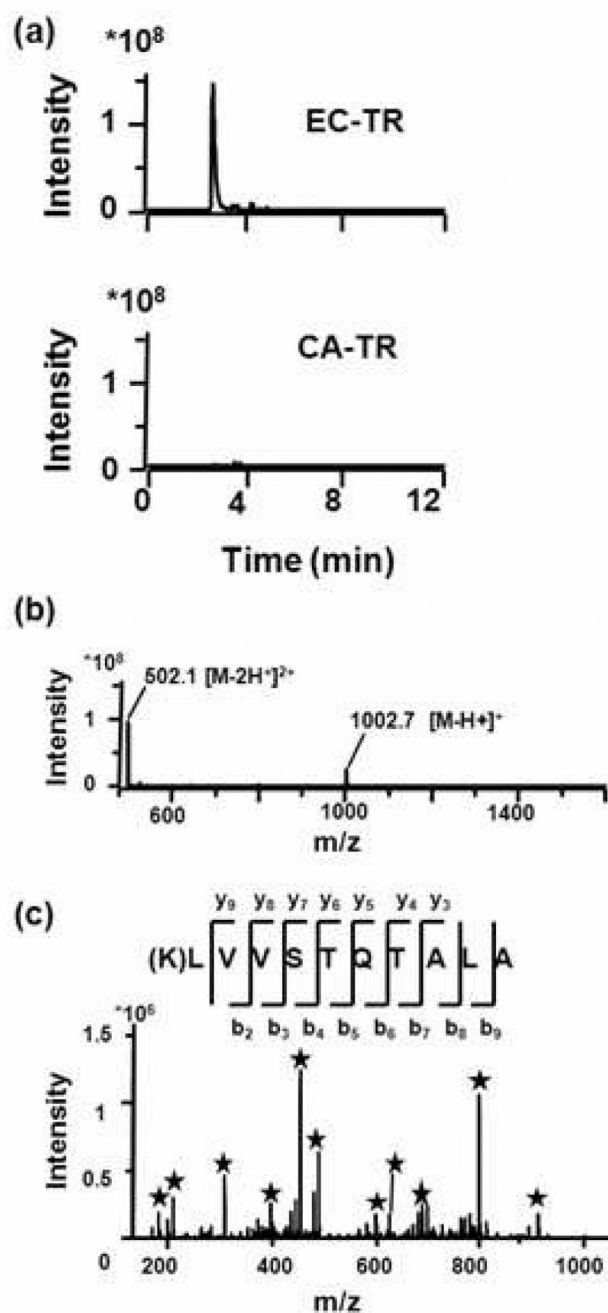 (a)
*10⁸
Intensity
1
0
EC-TR
*10⁸
Intensity
1
0
CA-TR
0 4 8 12
Time (min)
(b)
*10⁸
Intensity
1
0
502.1 [M-2H⁺]²⁺
1002.7 [M-H+]⁺
600 1000 1400
m/z
(c)
y₉ y₈ y₇ y₆ y₅ y₄ y₃
(K)L V V S T Q T A L A
b₂ b₃ b₄ b₅ b₆ b₇ b₈ b₉
*10⁶
Intensity
1.5
1
0.5
0
200 400 600 800 1000
m/z